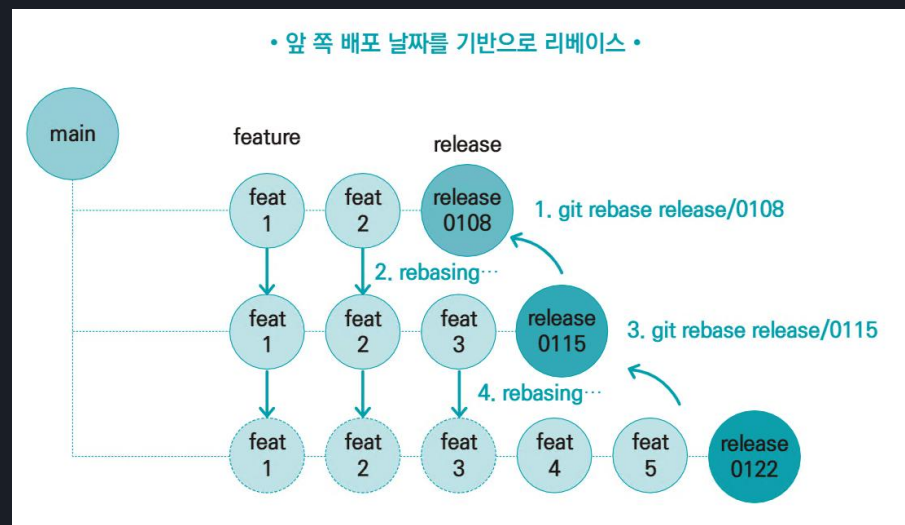 • 앞 쪽 배포 날짜를 기반으로 리베이스 •
main
feature
release
feat
1
feat
2
release
0108
1. git rebase release/0108
2. rebasing…
feat
1
feat
2
feat
3
release
0115
3. git rebase release/0115
4. rebasing…
feat
1
feat
2
feat
3
feat
4
feat
5
release
0122